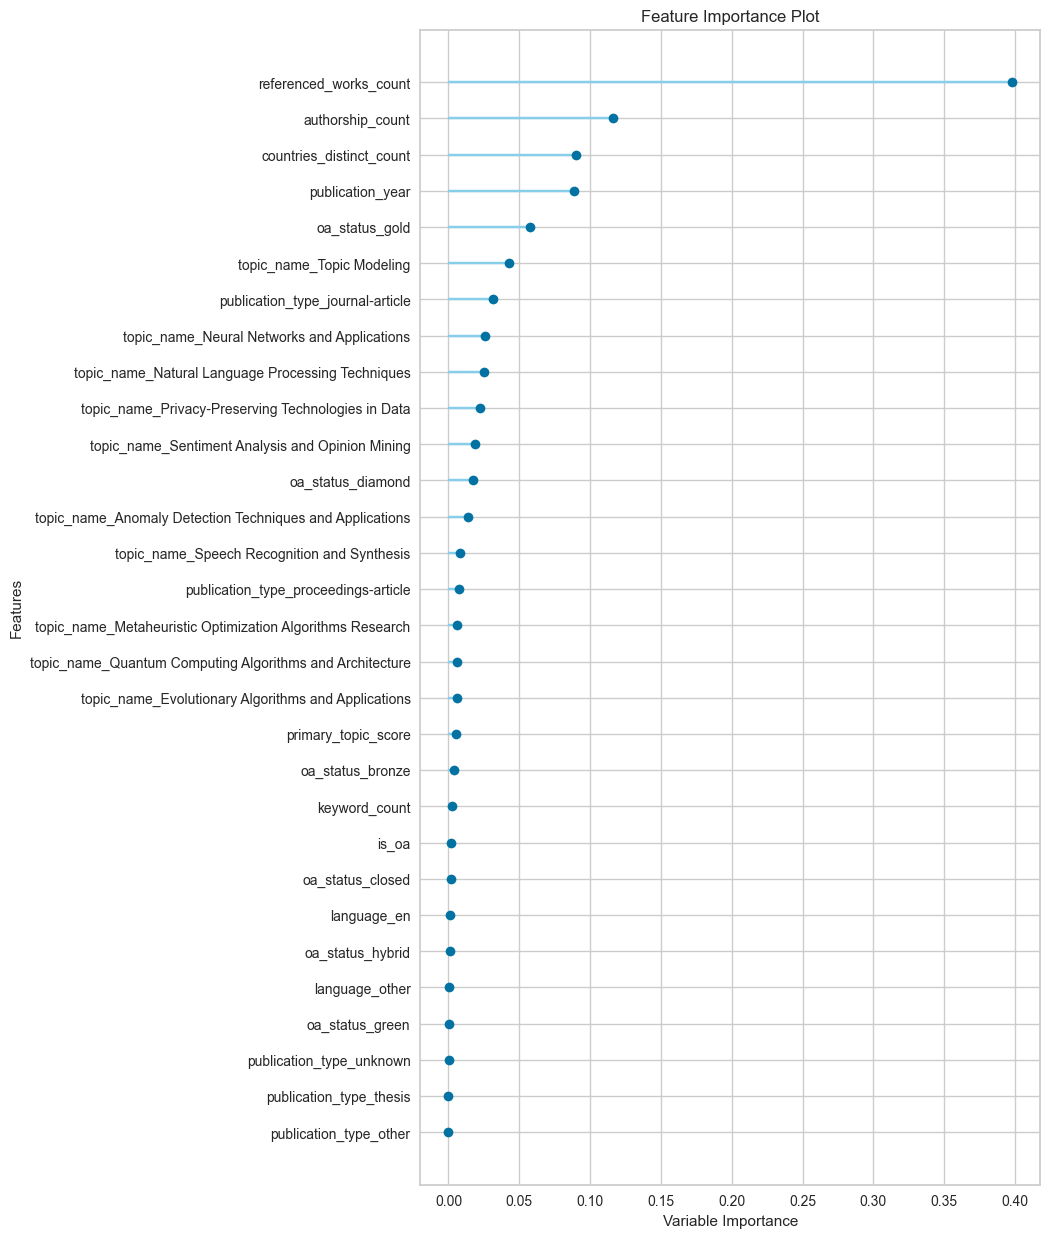 Feature Importance Plot
referenced_works_count
authorship_count
countries_distinct_count
publication_year
oa_status_gold
topic_name_Topic Modeling
publication_type_journal-article
topic_name_Neural Networks and Applications
topic_name_Natural Language Processing Techniques
topic_name_Privacy-Preserving Technologies in Data
topic_name_Sentiment Analysis and Opinion Mining
oa_status_diamond
topic_name_Anomaly Detection Techniques and Applications
topic_name_Speech Recognition and Synthesis
publication_type_proceedings-article
topic_name_Metaheuristic Optimization Algorithms Research
topic_name_Quantum Computing Algorithms and Architecture
topic_name_Evolutionary Algorithms and Applications
primary_topic_score
oa_status_bronze
keyword_count
is_oa
oa_status_closed
language_en
oa_status_hybrid
language_other
oa_status_green
publication_type_unknown
publication_type_thesis
publication_type_other
Features
0.00 0.05 0.10 0.15 0.20 0.25 0.30 0.35 0.40
Variable Importance